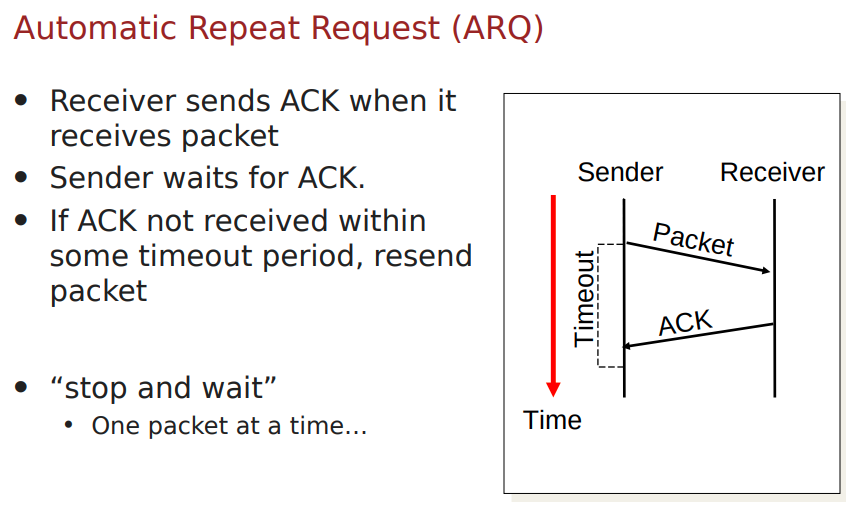 Automatic Repeat Request (ARQ)
• Receiver sends ACK when it
receives packet
• Sender waits for ACK.
• If ACK not received within
some timeout period, resend
packet
• “stop and wait”
• One packet at a time…
Sender Receiver
Packet
Timeout
ACK
Time